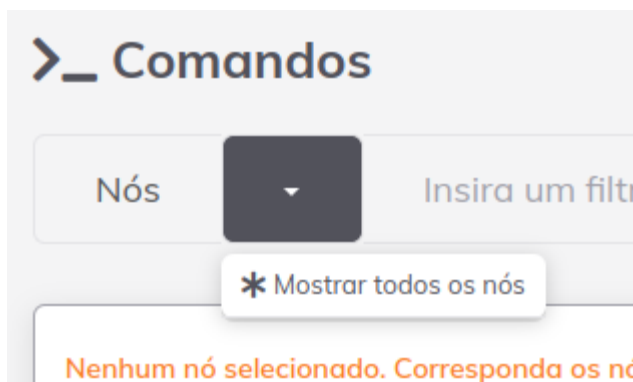 >_ Comandos
Nós
Insira um filt
* Mostrar todos os nós
Nenhum nó selecionado. Corresponda os nó